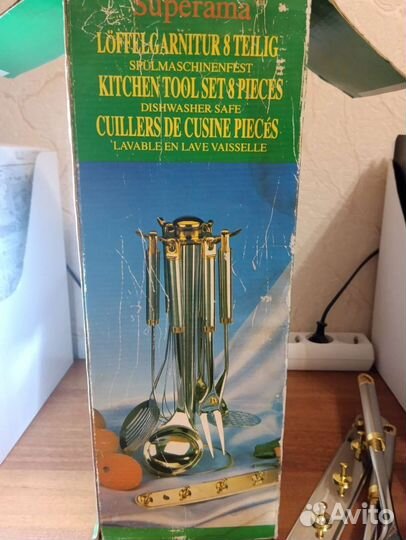 Superama
LÖFFELGARNITUR 8 TEILIG
SPÜLMASCHINENFEST
KITCHEN TOOL SET 8 PIECES
DISHWASHER SAFE
CUILLERS DE CUSINE PIECÉS
LAVABLE EN LAVE VAISSELLE
Avito